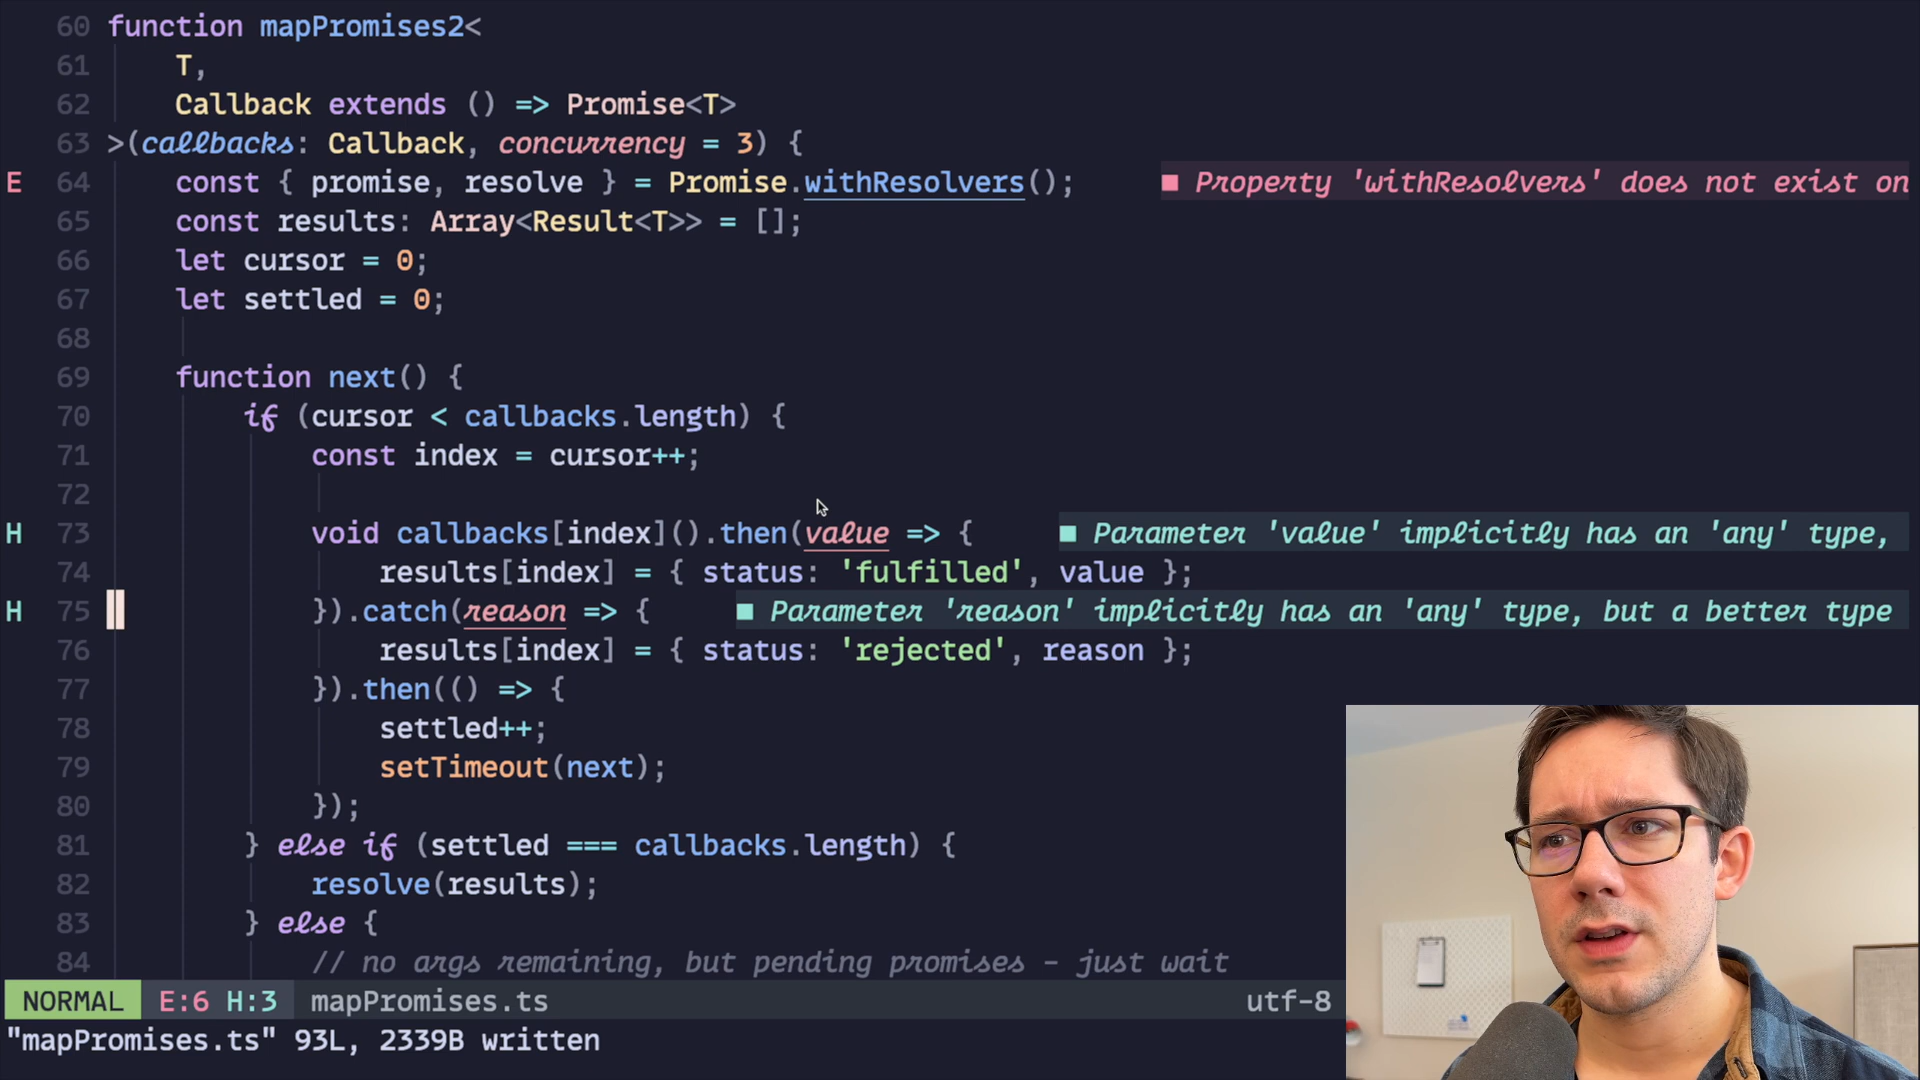 60 function mapPromises2<
61 T,
62 Callback extends () => Promise<T>
63 >(callbacks: Callback, concurrency = 3) {
E 64 const { promise, resolve } = Promise.withResolvers(); ■ Property 'withResolvers' does not exist on
65 const results: Array<Result<T>> = [];
66 let cursor = 0;
67 let settled = 0;
68
69 function next() {
70 if (cursor < callbacks.length) {
71 const index = cursor++;
72
H 73 void callbacks[index]().then(value => { ■ Parameter 'value' implicitly has an 'any' type,
74 results[index] = { status: 'fulfilled', value };
H 75 }).catch(reason => { ■ Parameter 'reason' implicitly has an 'any' type, but a better type
76 results[index] = { status: 'rejected', reason };
77 }).then(() => {
78 settled++;
79 setTimeout(next);
80 });
81 } else if (settled === callbacks.length) {
82 resolve(results);
83 } else {
84 // no args remaining, but pending promises - just wait
NORMAL E:6 H:3 mapPromises.ts utf-8
"mapPromises.ts" 93L, 2339B written